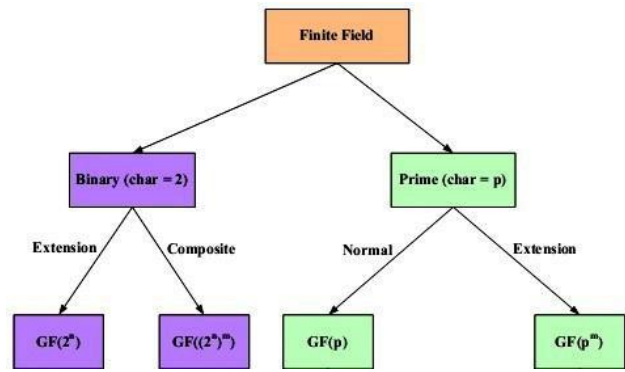 Finite Field
Binary (char = 2)
Prime (char = p)
Extension
Composite
Normal
Extension
GF(2ⁿ)
GF((2ⁿ)ᵐ)
GF(p)
GF(pᵐ)